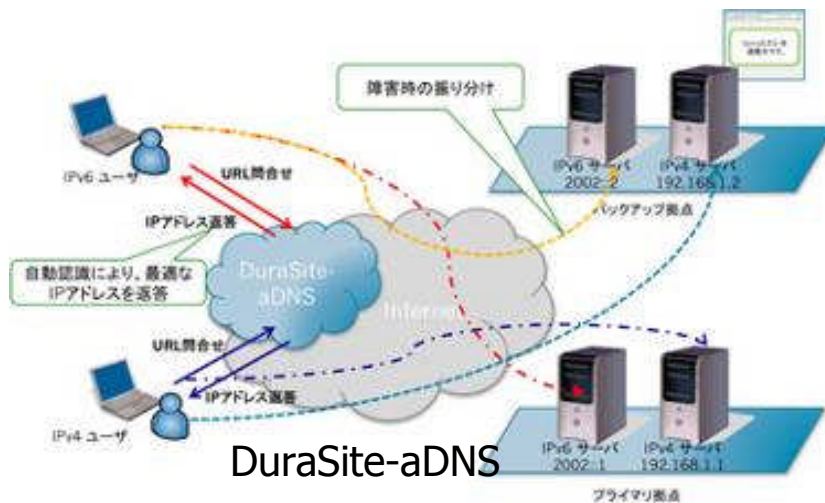 障害時の振り分け
IPv6 サーバ
2002::2
IPv4 サーバ
192.168.1.2
バックアップ拠点
IPv6 ユーザ
URL問合せ
IPアドレス返答
自動認識により、最適な
IPアドレスを返答
DuraSite-
aDNS
Internet
URL問合せ
IPアドレス返答
IPv4 ユーザ
DuraSite-aDNS
IPv6 サーバ
2002::1
IPv4 サーバ
192.168.1.1
プライマリ拠点